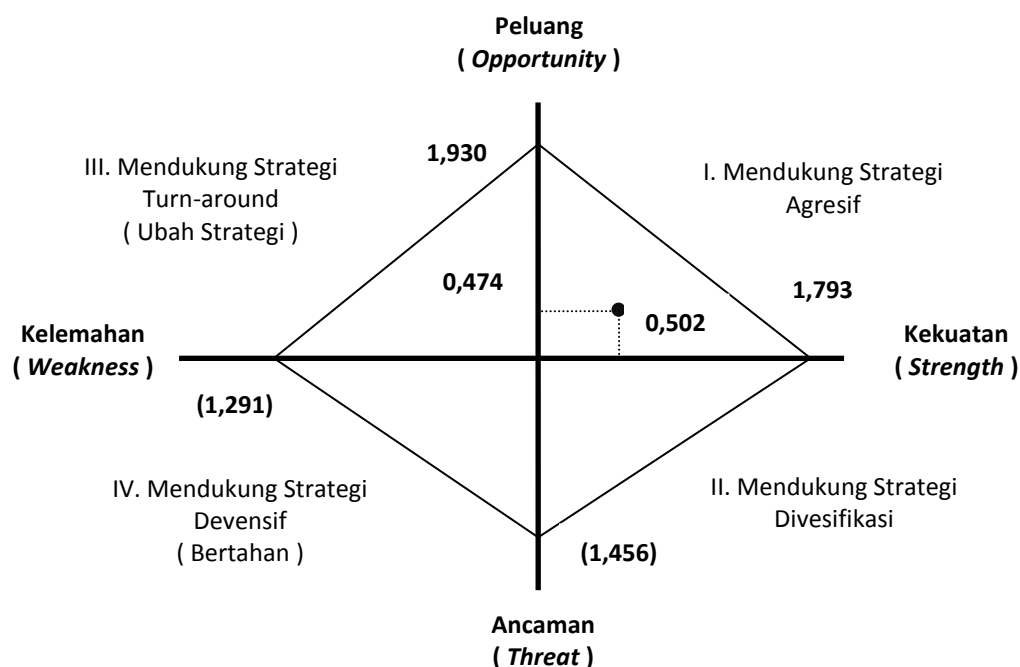 Peluang
( Opportunity )
III. Mendukung Strategi
Turn-around
( Ubah Strategi )
1,930
I. Mendukung Strategi
Agresif
0,474
1,793
0,502
Kelemahan
( Weakness )
Kekuatan
( Strength )
(1,291)
IV. Mendukung Strategi
Devensif
( Bertahan )
II. Mendukung Strategi
Divesifikasi
(1,456)
Ancaman
( Threat )